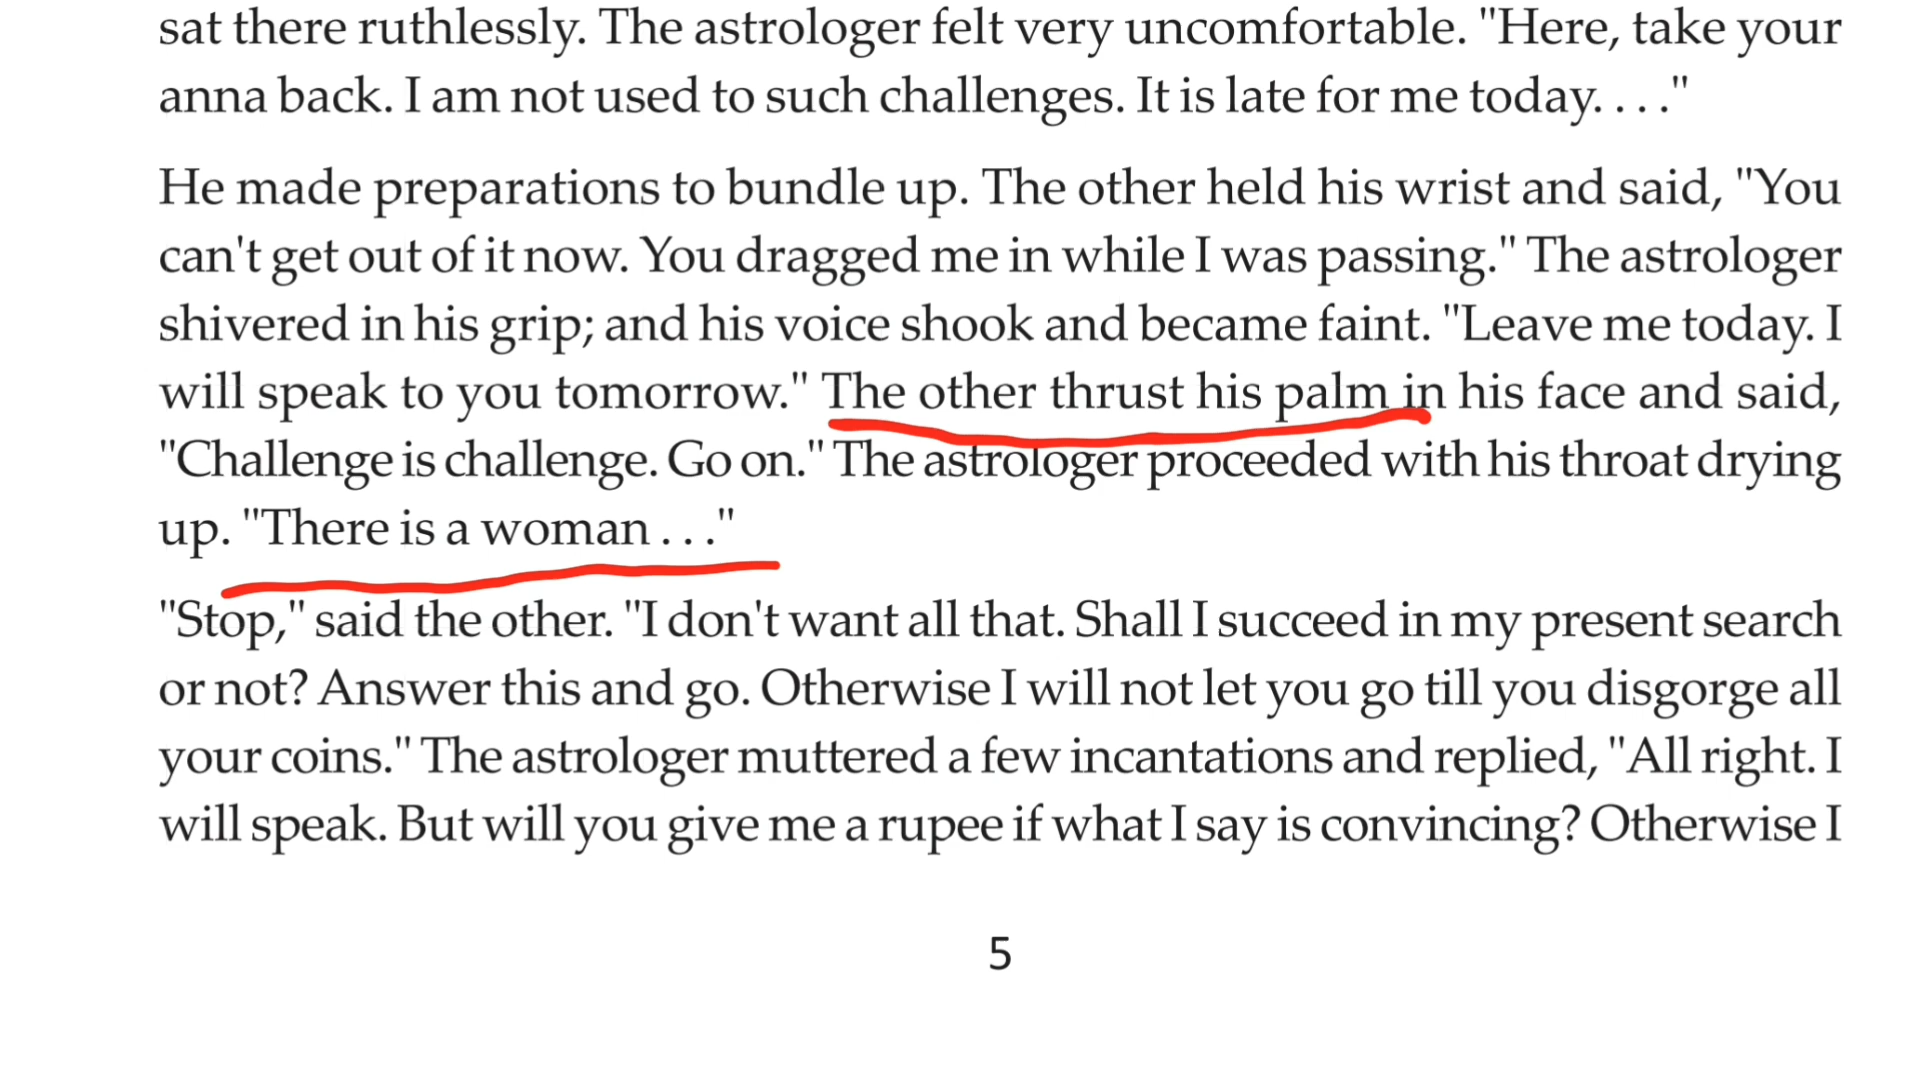 sat there ruthlessly. The astrologer felt very uncomfortable. "Here, take your
anna back. I am not used to such challenges. It is late for me today. . . ."
He made preparations to bundle up. The other held his wrist and said, "You
can't get out of it now. You dragged me in while I was passing." The astrologer
shivered in his grip; and his voice shook and became faint. "Leave me today. I
will speak to you tomorrow." The other thrust his palm in his face and said,
"Challenge is challenge. Go on." The astrologer proceeded with his throat drying
up. "There is a woman . . ."
"Stop," said the other. "I don't want all that. Shall I succeed in my present search
or not? Answer this and go. Otherwise I will not let you go till you disgorge all
your coins." The astrologer muttered a few incantations and replied, "All right. I
will speak. But will you give me a rupee if what I say is convincing? Otherwise I
5